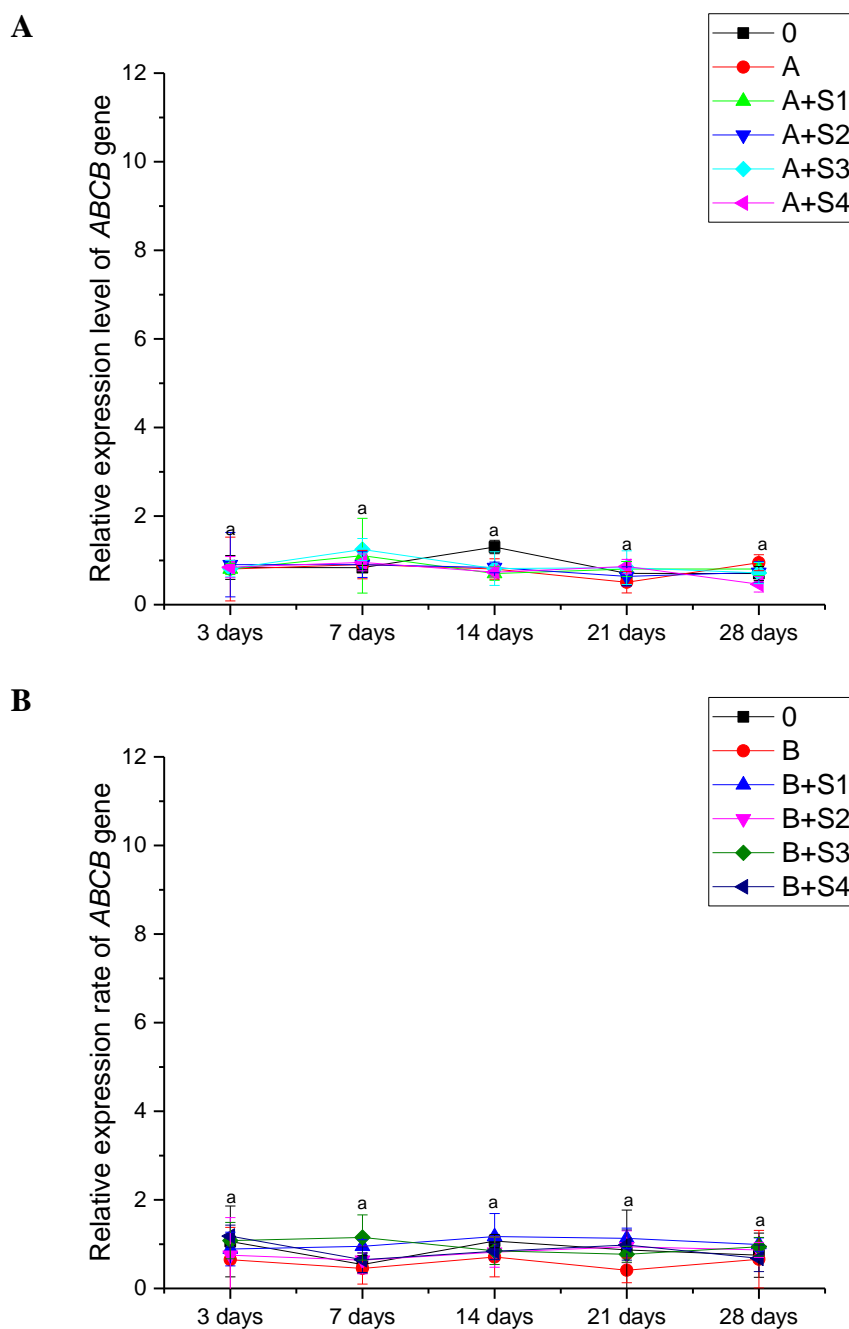 A
0
A
A+S1
A+S2
A+S3
A+S4
Relative expression level of ABCB gene
12
10
8
6
4
2
0
a a a a a
3 days 7 days 14 days 21 days 28 days
B
0
B
B+S1
B+S2
B+S3
B+S4
Relative expression rate of ABCB gene
12
10
8
6
4
2
0
a a a a a
3 days 7 days 14 days 21 days 28 days